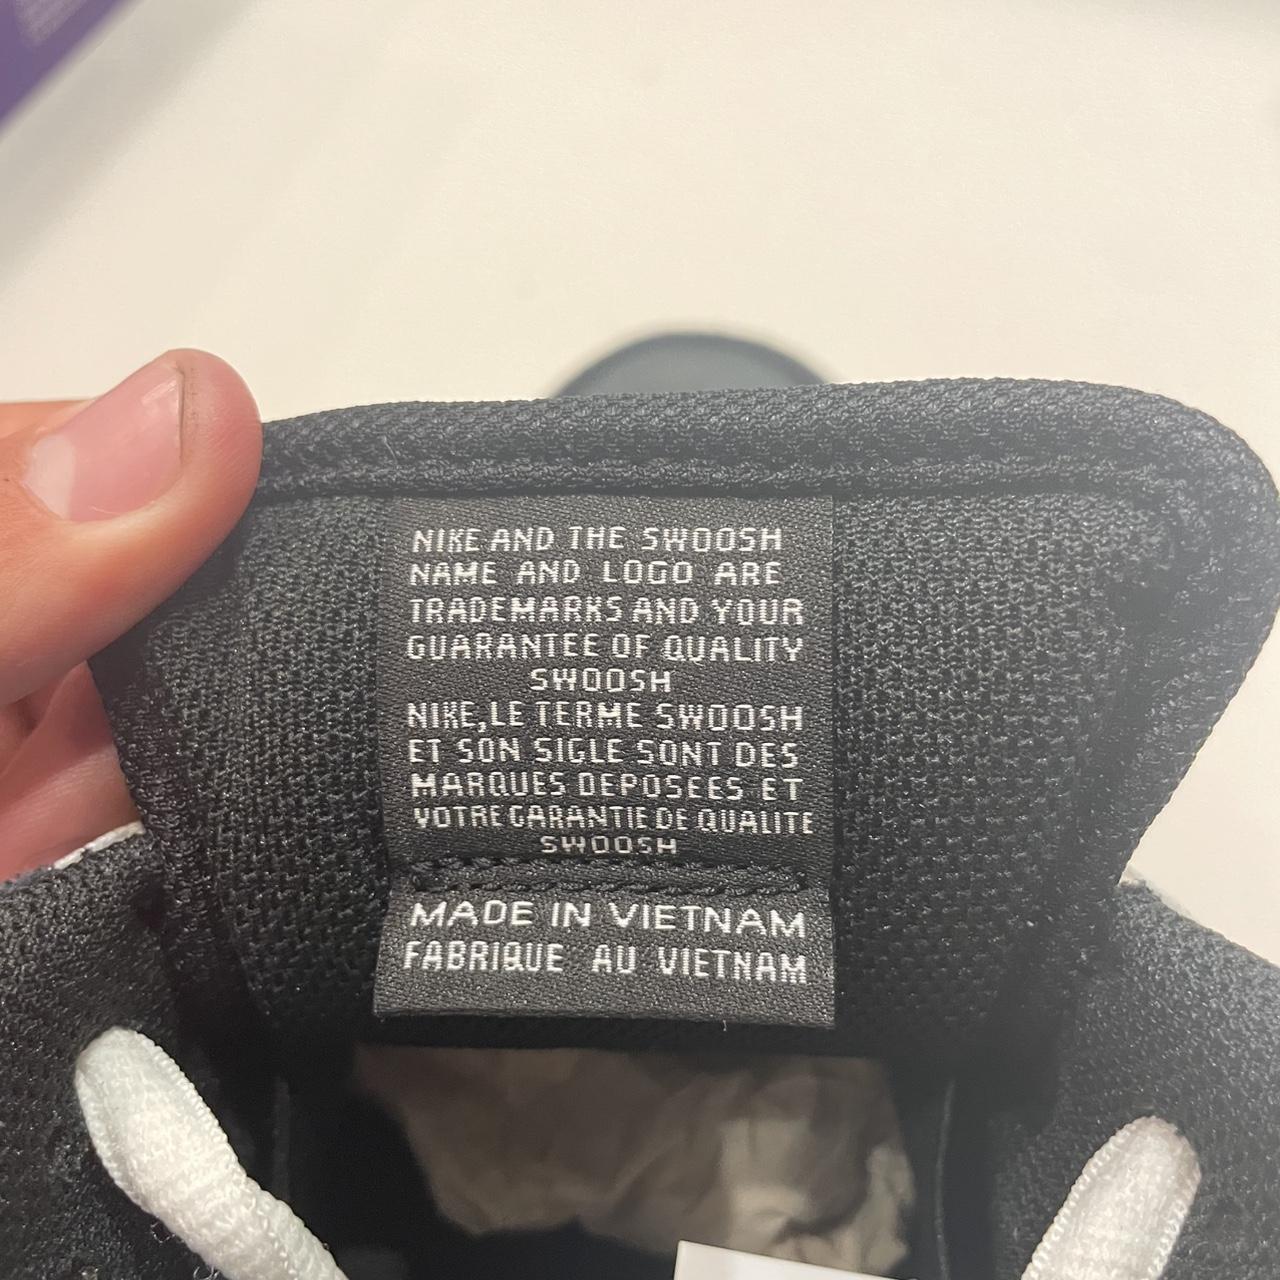 NIKE AND THE SWOOSH
NAME AND LOGO ARE
TRADEMARKS AND YOUR
GUARANTEE OF QUALITY
SWOOSH
NIKE,LE TERME SWOOSH
ET SON SIGLE SONT DES
MARQUES DEPOSEES ET
VOTRE GARANTIE DE QUALITE
SWOOSH
MADE IN VIETNAM
FABRIQUE AU VIETNAM